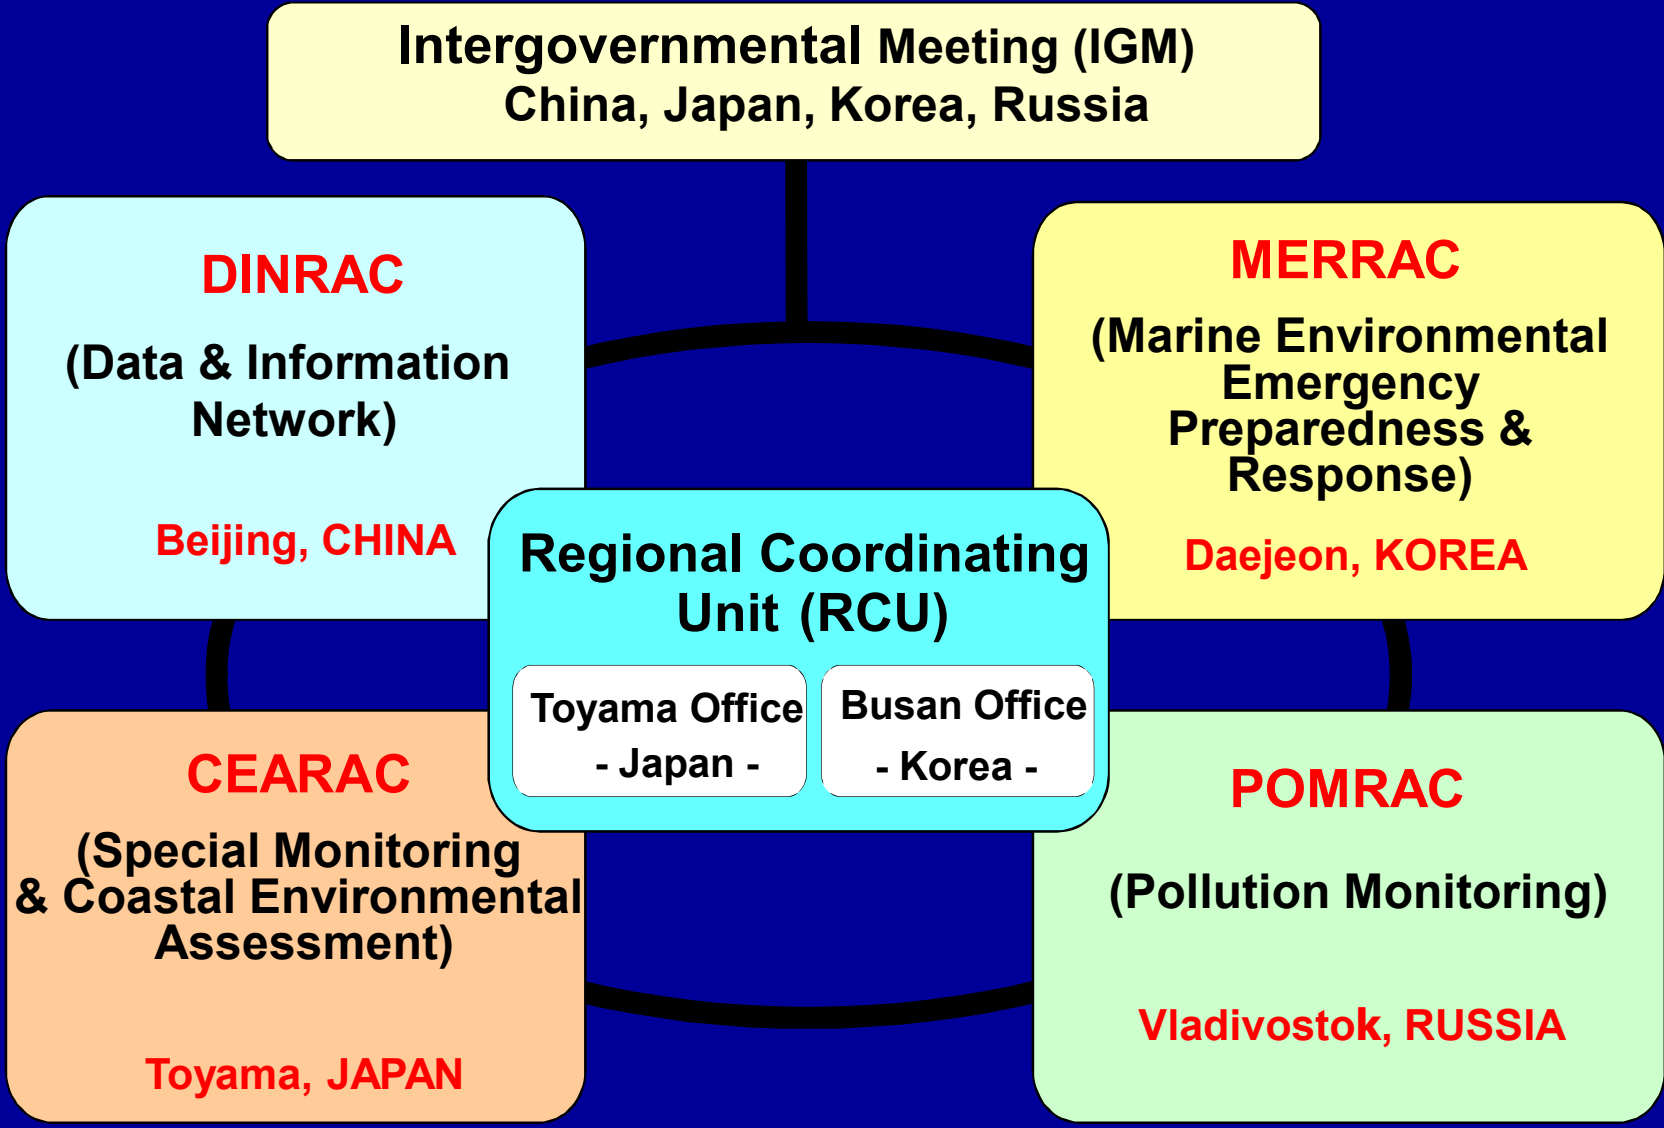 Intergovernmental Meeting (IGM)
China, Japan, Korea, Russia
DINRAC
(Data & Information
Network)
Beijing, CHINA
MERRAC
(Marine Environmental
Emergency
Preparedness &
Response)
Daejeon, KOREA
Regional Coordinating
Unit (RCU)
Toyama Office
- Japan -
Busan Office
- Korea -
CEARAC
(Special Monitoring
& Coastal Environmental
Assessment)
Toyama, JAPAN
POMRAC
(Pollution Monitoring)
Vladivostok, RUSSIA